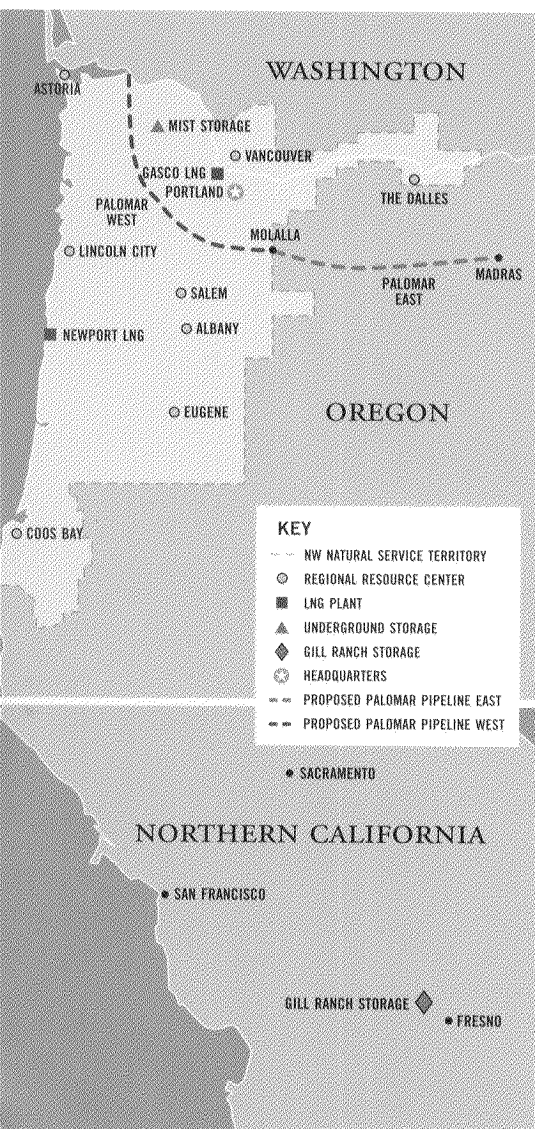 WASHINGTON
ASTORIA
MIST STORAGE
VANCOUVER
GASCO LNG
PORTLAND
THE DALLES
PALOMAR
WEST
MOLALLA
LINCOLN CITY
MADRAS
PALOMAR
EAST
SALEM
ALBANY
NEWPORT LNG
EUGENE
OREGON
COOS BAY
KEY
NW NATURAL SERVICE TERRITORY
REGIONAL RESOURCE CENTER
LNG PLANT
UNDERGROUND STORAGE
GILL RANCH STORAGE
HEADQUARTERS
PROPOSED PALOMAR PIPELINE EAST
PROPOSED PALOMAR PIPELINE WEST
SACRAMENTO
NORTHERN CALIFORNIA
SAN FRANCISCO
GILL RANCH STORAGE
FRESNO